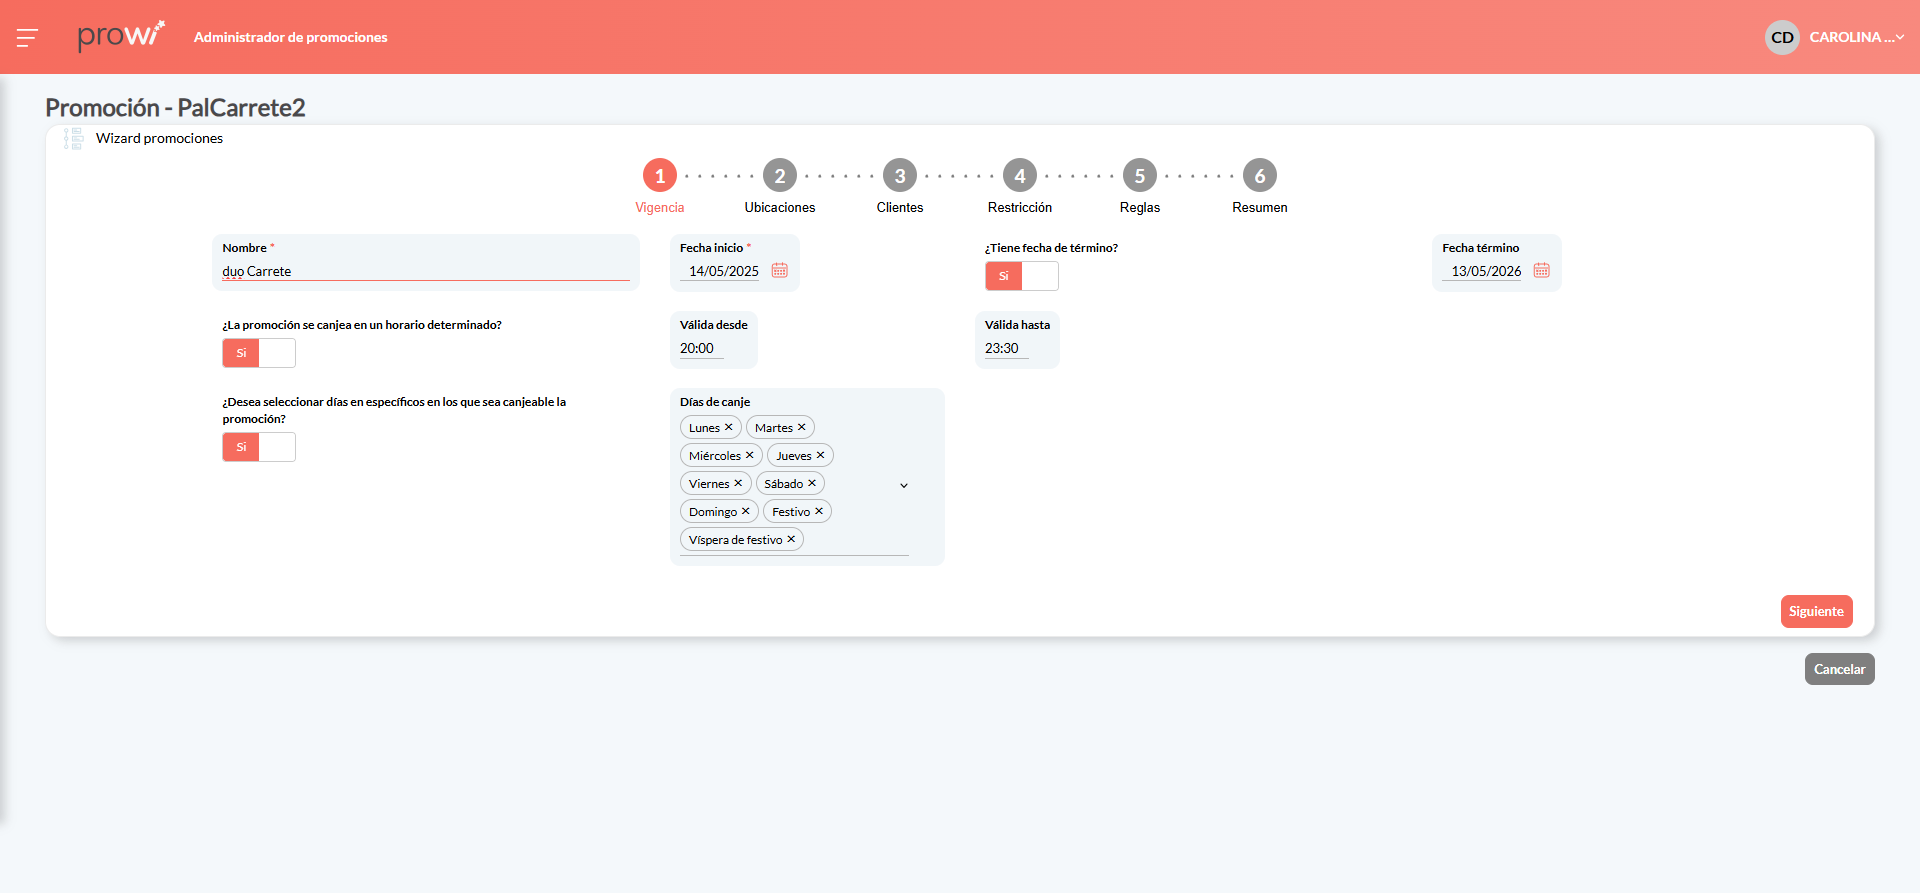 prowi
Administrador de promociones
CD
CAROLINA ...
Promoción - PalCarrete2
Wizard promociones
1 2 3 4 5 6
Vigencia Ubicaciones Clientes Restricción Reglas Resumen
Nombre * Fecha inicio * ¿Tiene fecha de término? Fecha término
duo Carrete 14/05/2025 Si 13/05/2026
¿La promoción se canjea en un horario determinado? Válida desde Válida hasta
Si 20:00 23:30
¿Desea seleccionar días en específicos en los que sea canjeable la
promoción?
Si
Días de canje
Lunes × Martes ×
Miércoles × Jueves ×
Viernes × Sábado ×
Domingo × Festivo ×
Víspera de festivo ×
Siguiente
Cancelar